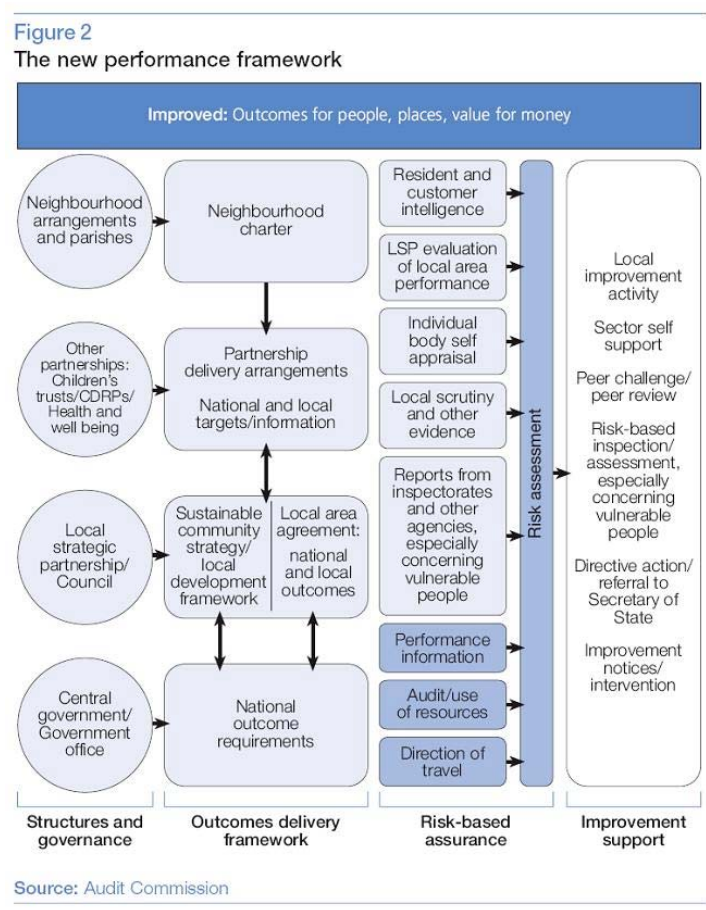 Figure 2
The new performance framework
Improved: Outcomes for people, places, value for money
Neighbourhood
arrangements
and parishes
Neighbourhood
charter
Other
partnerships:
Children's
trusts/CDRPs/
Health and
well being
Partnership
delivery arrangements
National and local
targets/information
Local
strategic
partnership/
Council
Sustainable
community
strategy/
local
development
framework
Local area
agreement:
national
and local
outcomes
Central
government/
Government
office
National
outcome
requirements
Resident and
customer
intelligence
LSP evaluation
of local area
performance
Individual
body self
appraisal
Local scrutiny
and other
evidence
Reports from
inspectorates
and other
agencies,
especially
concerning
vulnerable
people
Performance
information
Audit/use
of resources
Direction of
travel
Risk assessment
Local
improvement
activity
Sector self
support
Peer challenge/
peer review
Risk-based
inspection/
assessment,
especially
concerning
vulnerable
people
Directive action/
referral to
Secretary of
State
Improvement
notices/
intervention
Structures and
governance
Outcomes delivery
framework
Risk-based
assurance
Improvement
support
Source: Audit Commission